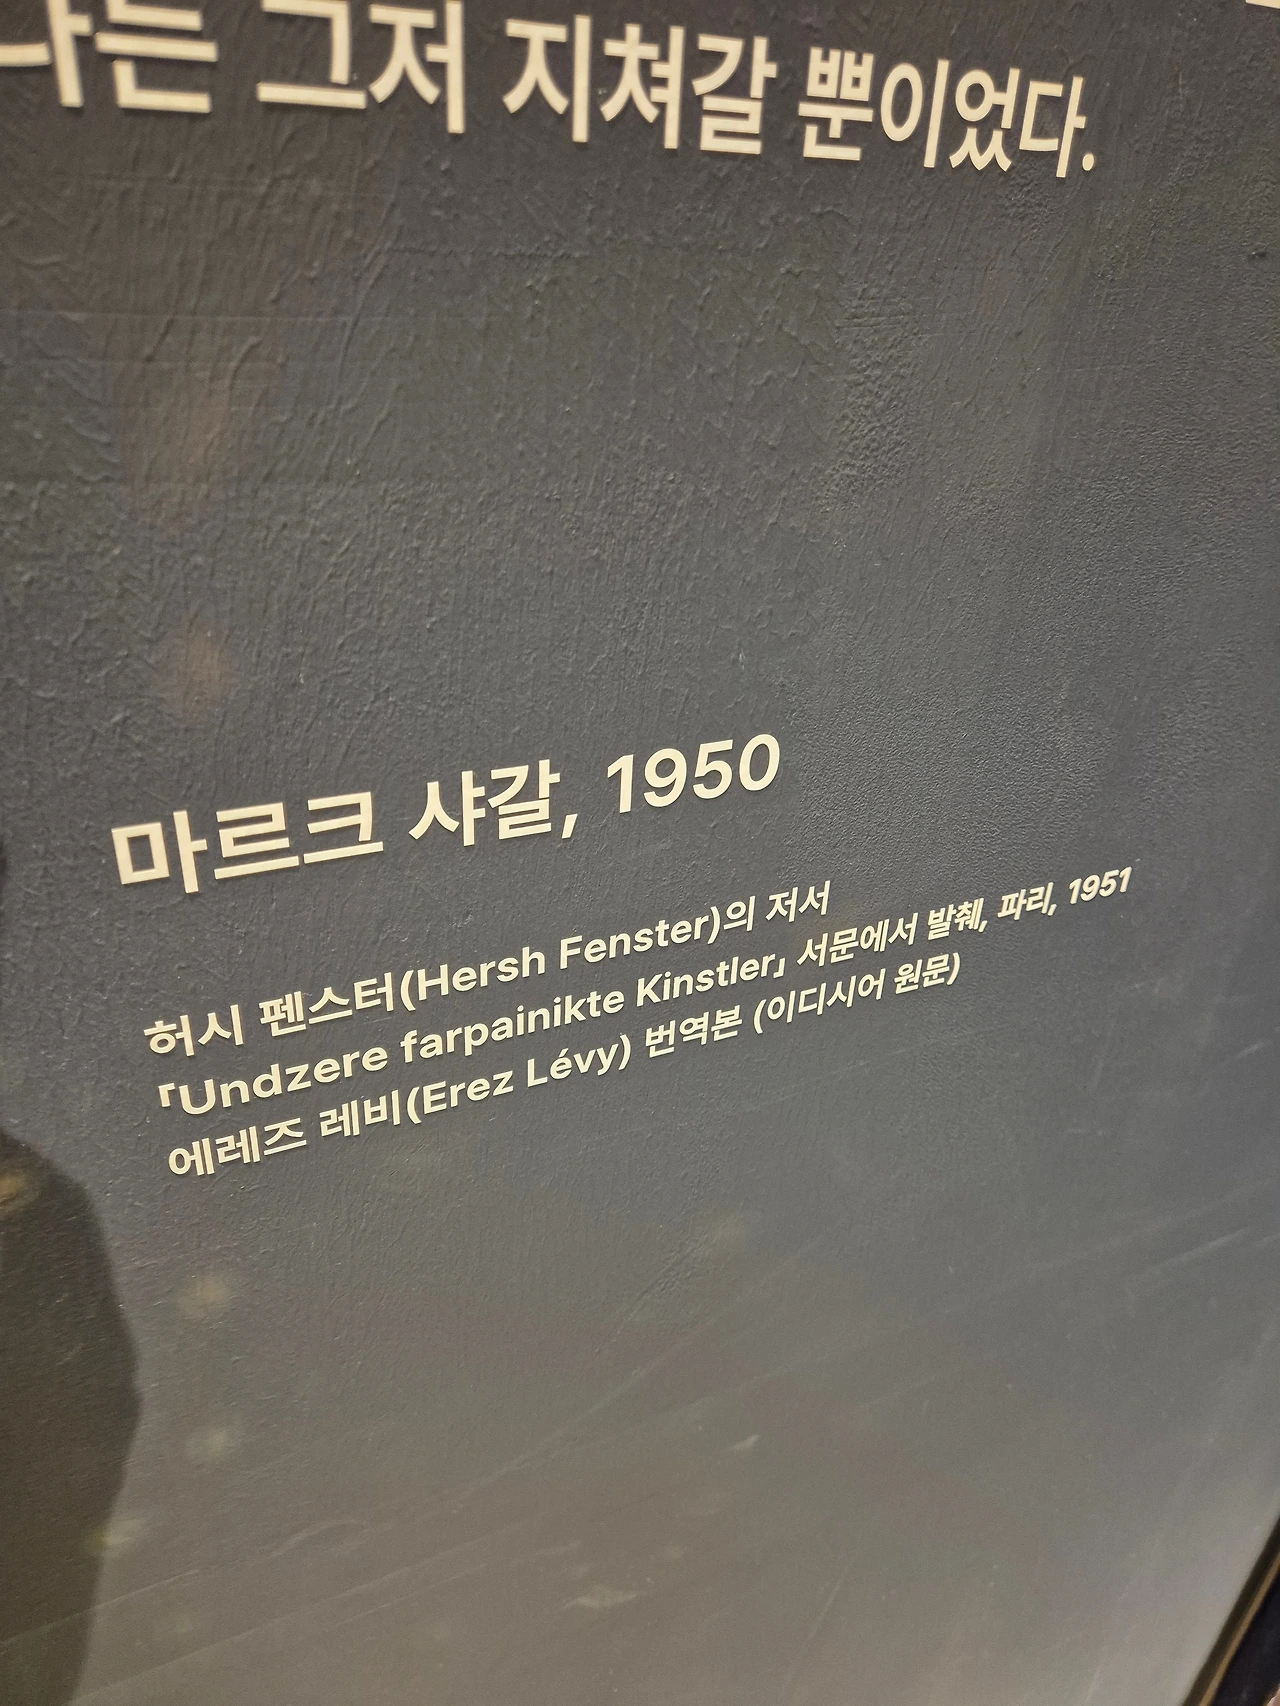 나는 그저 지쳐갈 뿐이었다.
마르크 샤갈, 1950
허시 펜스터(Hersh Fenster)의 저서
「Undzere farpainikte Kinstler」 서문에서 발췌, 파리, 1951
에레즈 레비(Erez Lévy) 번역본 (이디시어 원문)